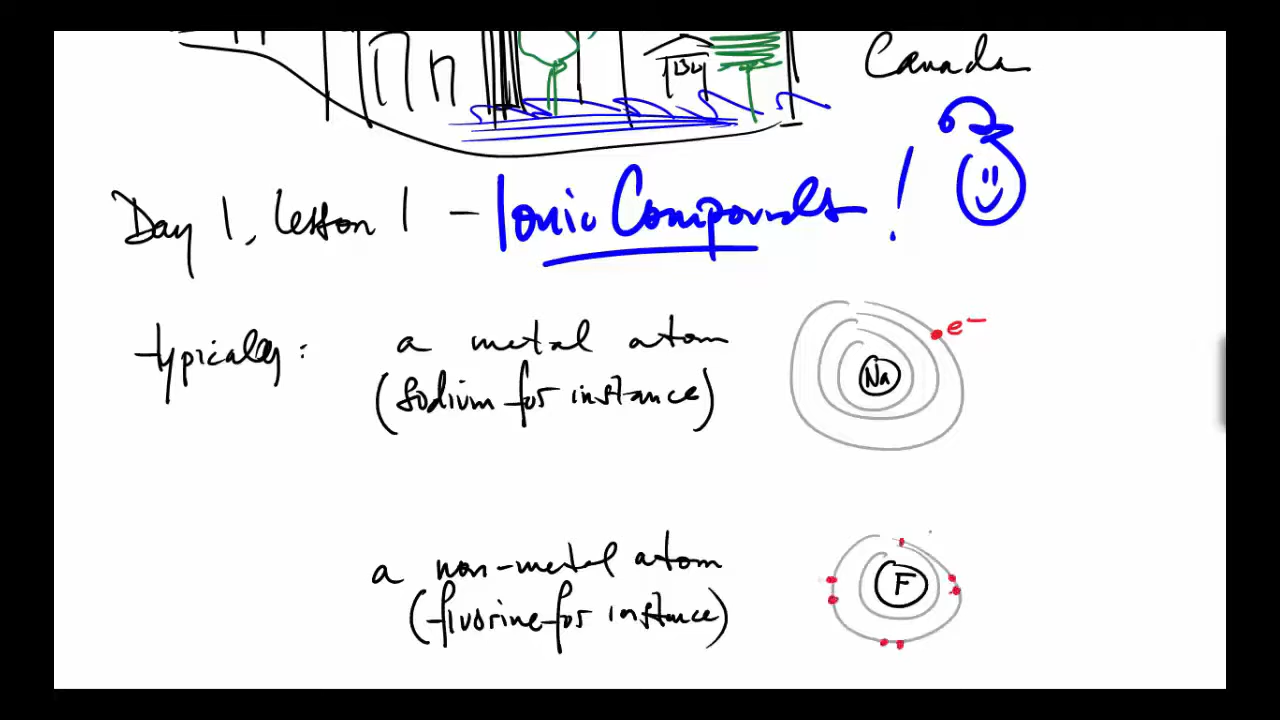 Canada
Day 1, Lesson 1 - Ionic Compounds!
typically: a metal atom
(sodium for instance)
Na
e-
a non-metal atom
(fluorine for instance)
F